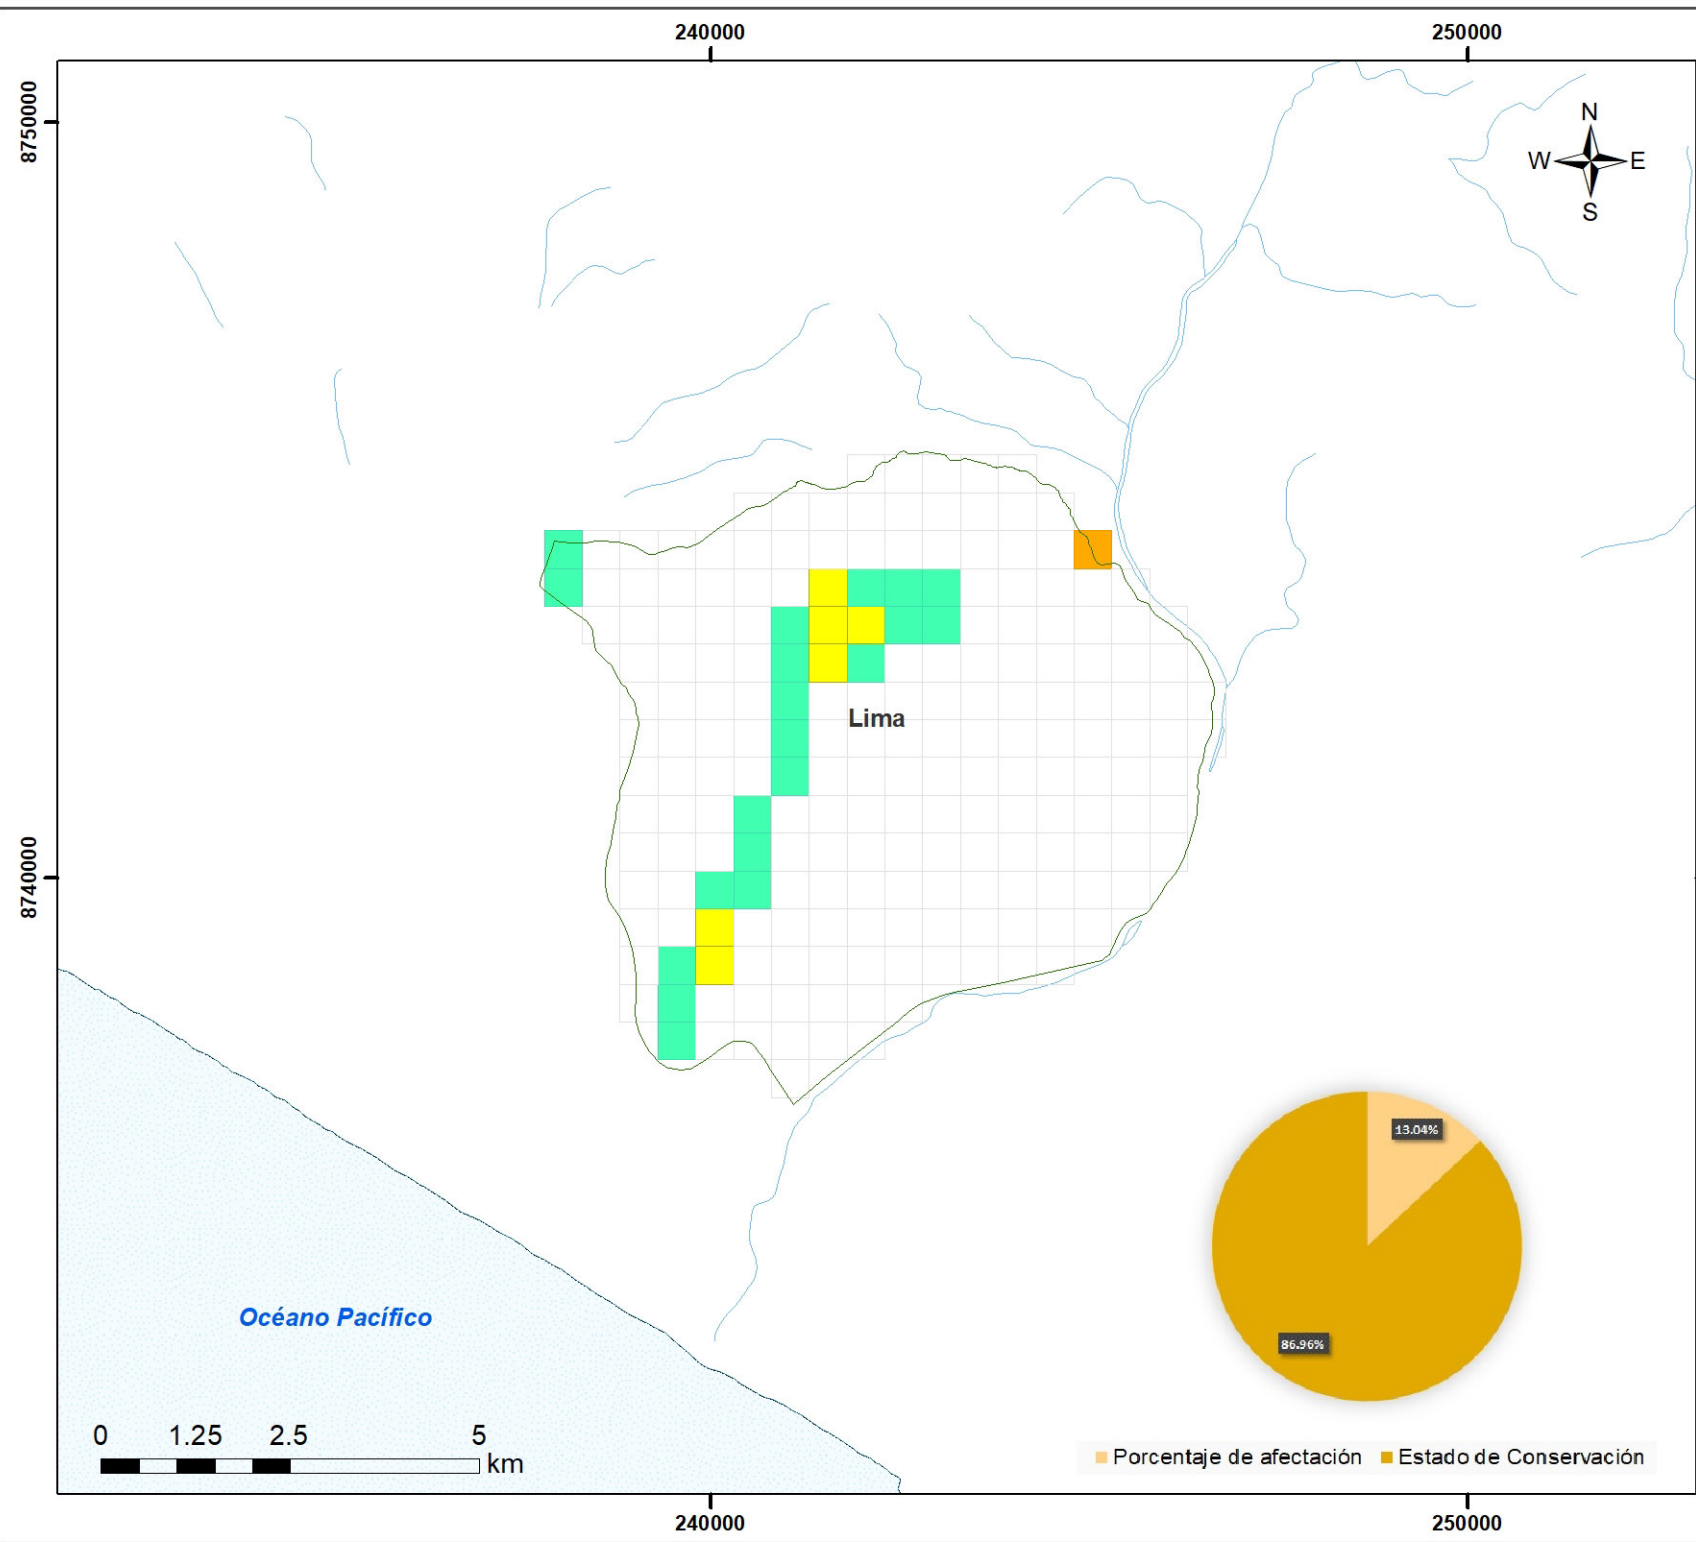 240000 250000
8750000
N
W E
S
Lima
8740000
13.04%
86.96%
Océano Pacífico
0 1.25 2.5 5
km
Porcentaje de afectación Estado de Conservación
240000 250000